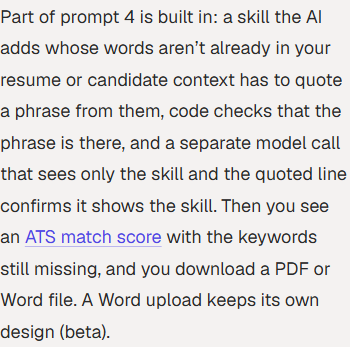 Part of prompt 4 is built in: a skill the AI
adds whose words aren’t already in your
resume or candidate context has to quote
a phrase from them, code checks that the
phrase is there, and a separate model call
that sees only the skill and the quoted line
confirms it shows the skill. Then you see
an ATS match score with the keywords
still missing, and you download a PDF or
Word file. A Word upload keeps its own
design (beta).